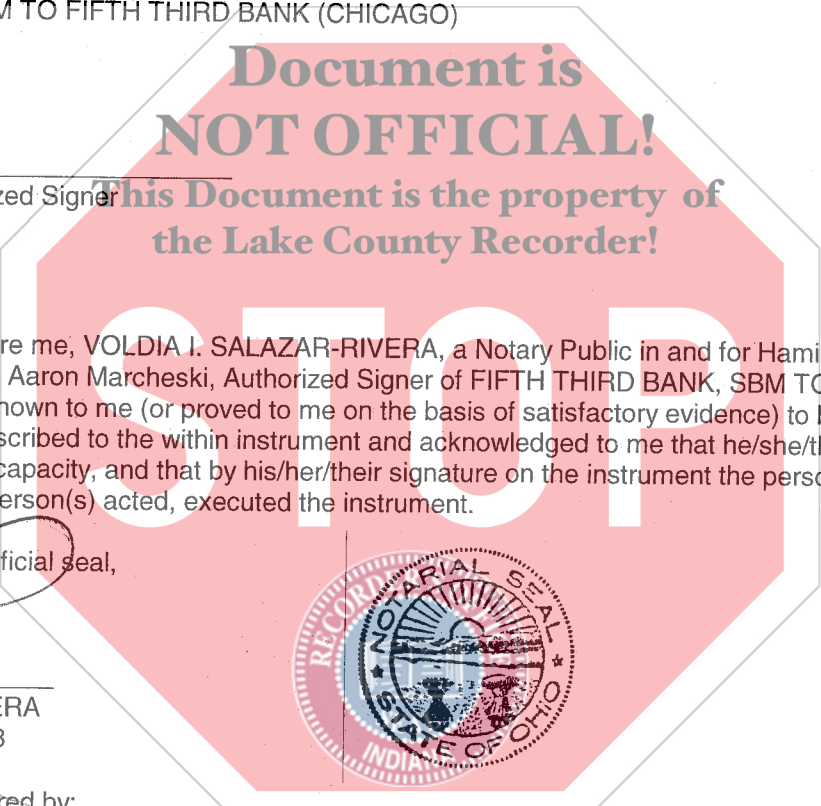 M TO FIFTH THIRD BANK (CHICAGO)
Document is
NOT OFFICIAL!
zed Signer
This Document is the property of
the Lake County Recorder!
STOP
re me, VOLDIA I. SALAZAR-RIVERA, a Notary Public in and for Hami
Aaron Marcheski, Authorized Signer of FIFTH THIRD BANK, SBM TO
nown to me (or proved to me on the basis of satisfactory evidence) to b
scribed to the within instrument and acknowledged to me that he/she/th
capacity, and that by his/her/their signature on the instrument the perso
erson(s) acted, executed the instrument.
ficial seal,
NOTARIAL SEAL
STATE OF OHIO
RECORDER
INDIANA
ERA
3
red by: